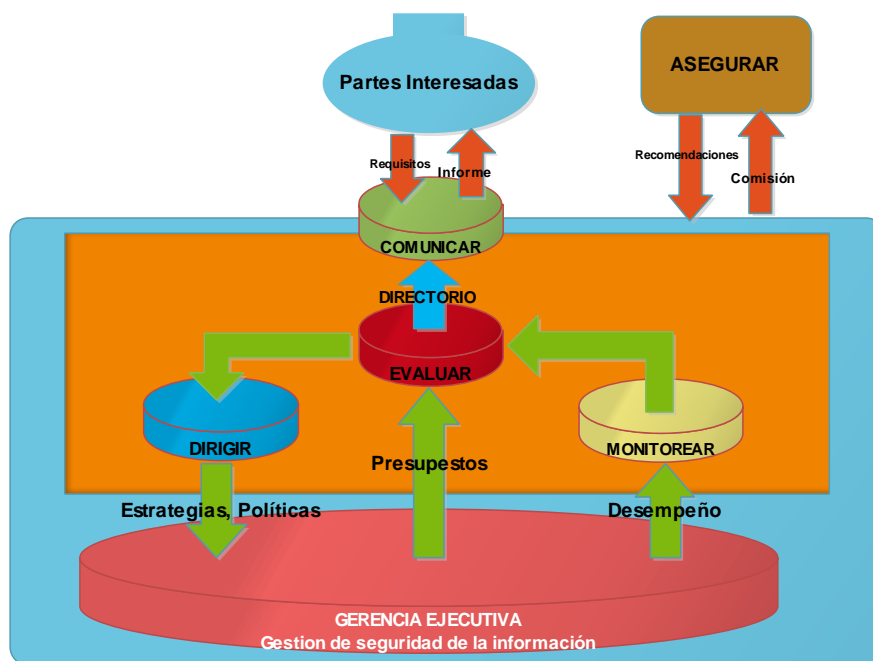 Partes Interesadas
ASEGURAR
Requisitos
Informe
Recomendaciones
Comisión
COMUNICAR
DIRECTORIO
EVALUAR
DIRIGIR
Presupestos
MONITOREAR
Estrategias, Políticas
Desempeño
GERENCIA EJECUTIVA
Gestion de seguridad de la información